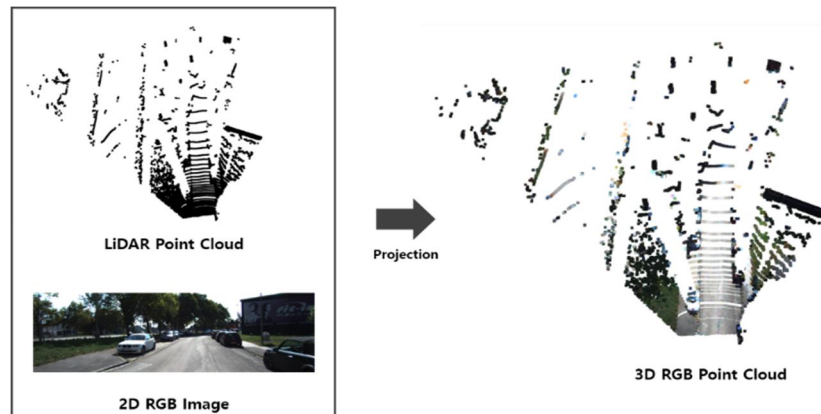 LiDAR Point Cloud
Projection
2D RGB Image
3D RGB Point Cloud